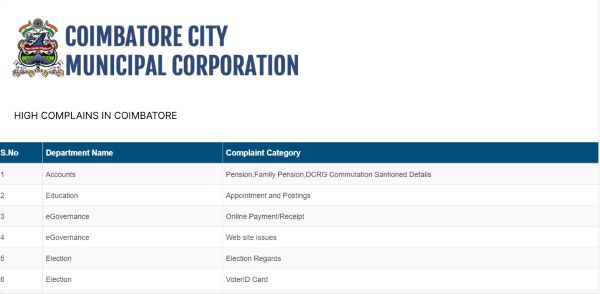 COIMBATORE CITY
MUNICIPAL CORPORATION
HIGH COMPLAINS IN COIMBATORE
S.No Department Name Complaint Category
1 Accounts Pension,Family Pension,DCRG Commutation Santioned Details
2 Education Appointment and Postings
3 eGovernance Online Payment/Receipt
4 eGovernance Web site issues
5 Election Election Regards
6 Election VoterID Card